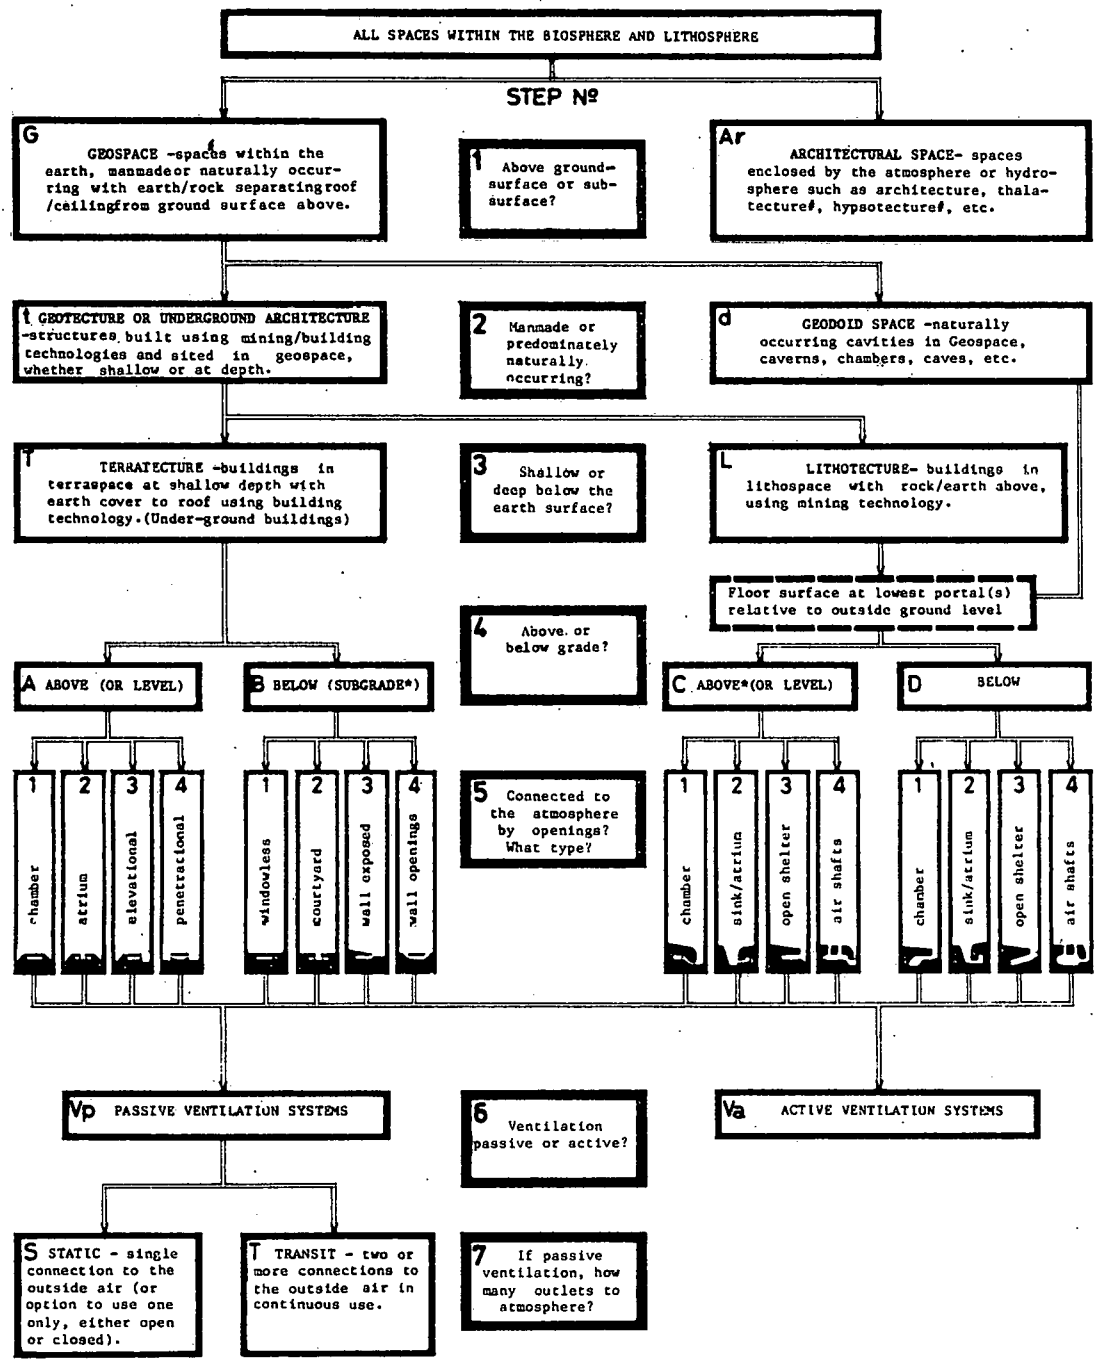 ALL SPACES WITHIN THE BIOSPHERE AND LITHOSPHERE
STEP Nº
G
GEOSPACE -spaces within the
earth, manmade or naturally occur-
ring with earth/rock separating roof
/ceiling from ground surface above.
1
Above ground-
surface or sub-
surface?
Ar
ARCHITECTURAL SPACE- spaces
enclosed by the atmosphere or hydro-
sphere such as architecture, thala-
tecture#, hypsotecture#, etc.
t GEOTECTURE OR UNDERGROUND ARCHITECTURE
-structures built using mining/building
technologies and sited in geospace,
whether shallow or at depth.
2
Manmade or
predominately
naturally
occurring?
d
GEODOID SPACE -naturally
occurring cavities in Geospace,
caverns, chambers, caves, etc.
T
TERRATECTURE -buildings in
terraspace at shallow depth with
earth cover to roof using building
technology.(Under-ground buildings)
3
Shallow or
deep below the
earth surface?
L
LITHOTECTURE- buildings in
lithospace with rock/earth above,
using mining technology.
Floor surface at lowest portal(s)
relative to outside ground level
4
Above or
below grade?
A ABOVE (OR LEVEL)
B BELOW (SUBGRADE*)
C ABOVE*(OR LEVEL)
D BELOW
1 chamber
2 atrium
3 elevational
4 penetrational
1 windowless
2 courtyard
3 wall exposed
4 wall openings
5
Connected to
the atmosphere
by openings?
What type?
1 chamber
2 sink/atrium
3 open shelter
4 air shafts
1 chamber
2 sink/atrium
3 open shelter
4 air shafts
Vp PASSIVE VENTILATION SYSTEMS
6
Ventilation
passive or active?
Va ACTIVE VENTILATION SYSTEMS
S STATIC - single
connection to the
outside air (or
option to use one
only, either open
or closed).
T TRANSIT - two or
more connections to
the outside air in
continuous use.
7
If passive
ventilation, how
many outlets to
atmosphere?